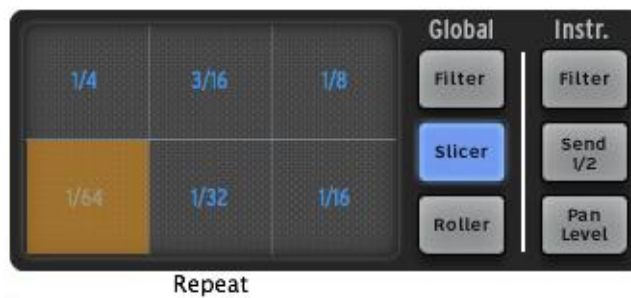 Global Instr.
1/4 3/16 1/8
Filter Filter
Slicer Send 1/2
1/64 1/32 1/16
Roller Pan Level
Repeat